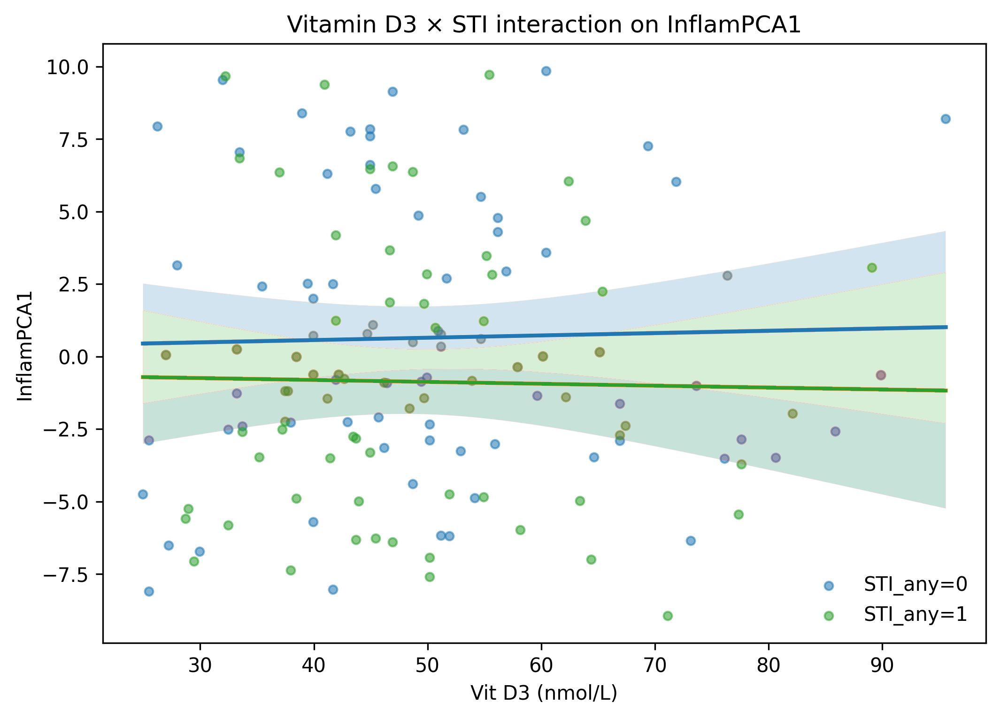 Vitamin D3 × STI interaction on InflamPCA1
10.0
7.5
5.0
2.5
0.0
−2.5
−5.0
−7.5
InflamPCA1
30 40 50 60 70 80 90
Vit D3 (nmol/L)
STI_any=0
STI_any=1